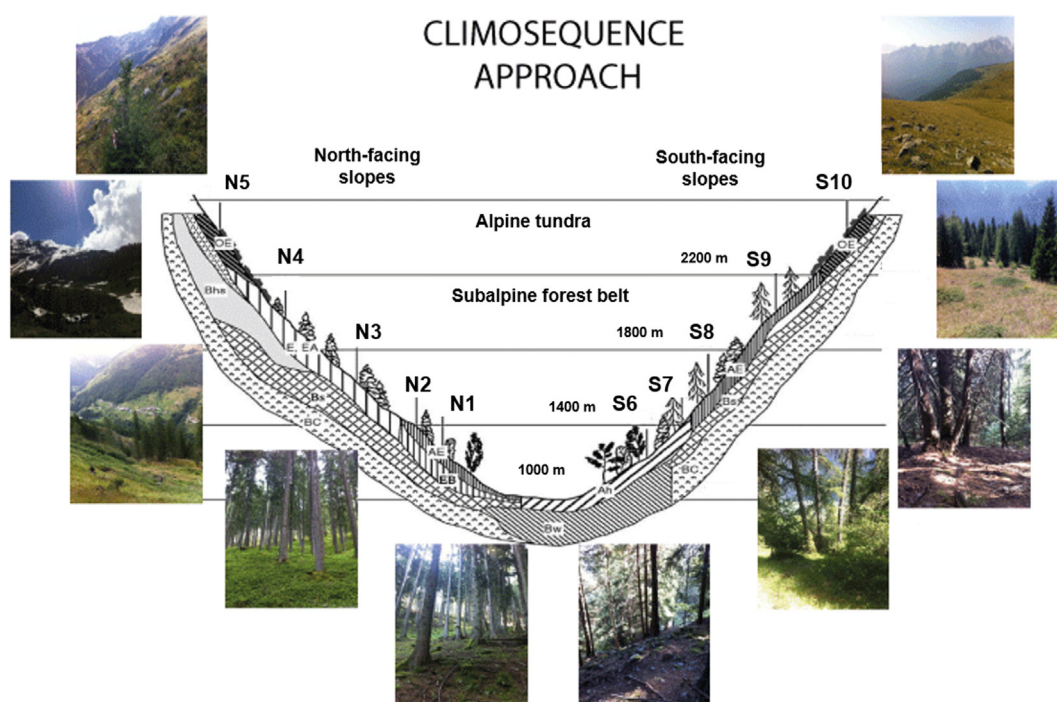 CLIMOSEQUENCE
APPROACH
North-facing
slopes
South-facing
slopes
N5
S10
Alpine tundra
OE
OE
N4
2200 m
S9
Bhs
Subalpine forest belt
N3
1800 m
S8
E, EA
AE
Bs
Bs
N2
N1
1400 m
S6
S7
BC
BC
AE
EB
1000 m
Ah
Bw